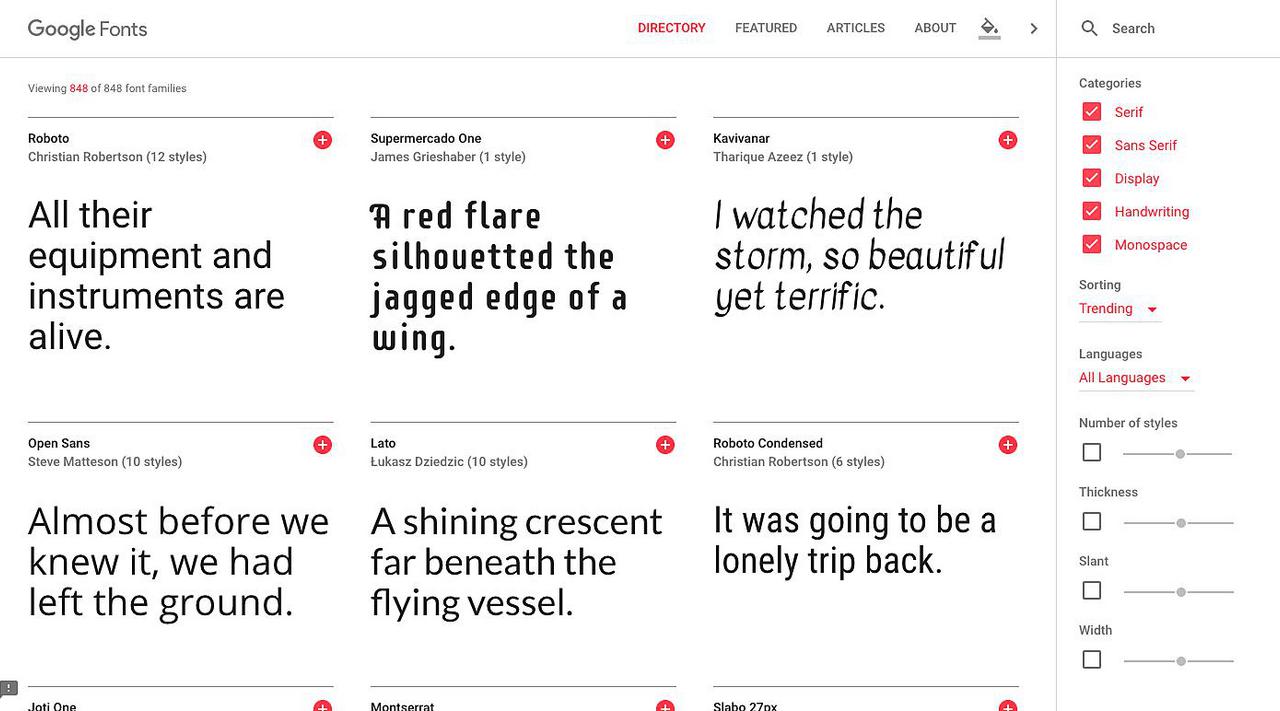 Google Fonts
DIRECTORY
FEATURED
ARTICLES
ABOUT
Search
Viewing 848 of 848 font families
Roboto
Christian Robertson (12 styles)
All their
equipment and
instruments are
alive.
Supermercado One
James Grieshaber (1 style)
A red flare
silhouetted the
jagged edge of a
wing.
Kavivanar
Tharique Azeez (1 style)
I watched the
storm, so beautiful
yet terrific.
Open Sans
Steve Matteson (10 styles)
Almost before we
knew it, we had
left the ground.
Lato
Łukasz Dziedzic (10 styles)
A shining crescent
far beneath the
flying vessel.
Roboto Condensed
Christian Robertson (6 styles)
It was going to be a
lonely trip back.
Joti One
Montserrat
Slabo 27px
Categories
Serif
Sans Serif
Display
Handwriting
Monospace
Sorting
Trending
Languages
All Languages
Number of styles
Thickness
Slant
Width